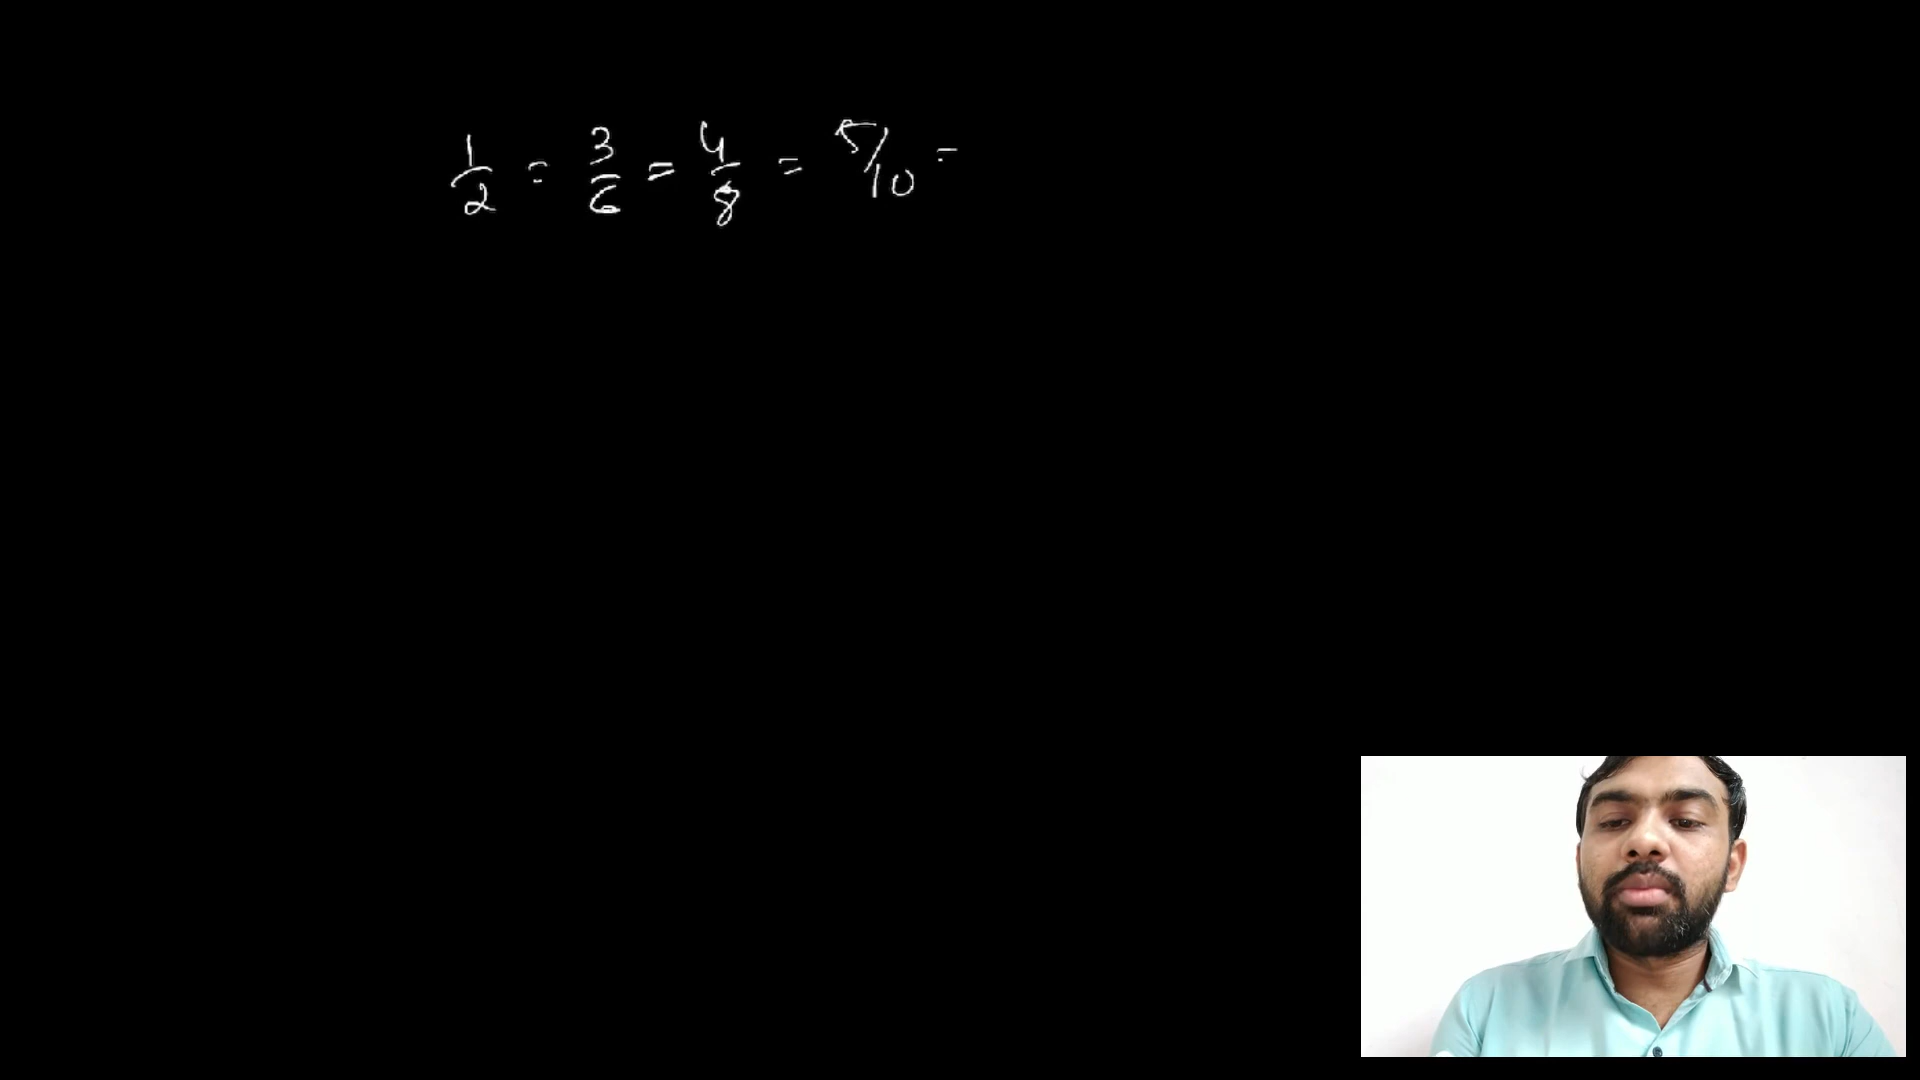 1/2 = 3/6 = 4/8 = 5/10 =